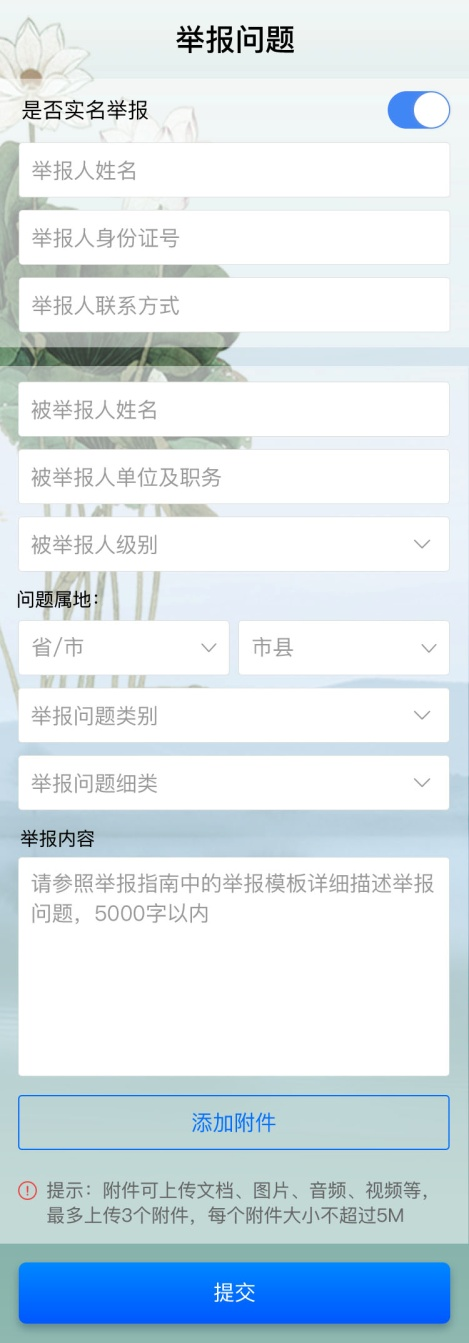 举报问题
是否实名举报
举报人姓名
举报人身份证号
举报人联系方式
被举报人姓名
被举报人单位及职务
被举报人级别
问题属地：
省/市 市县
举报问题类别
举报问题细类
举报内容
请参照举报指南中的举报模板详细描述举报
问题，5000字以内
添加附件
提示：附件可上传文档、图片、音频、视频等，
最多上传3个附件，每个附件大小不超过5M
提交